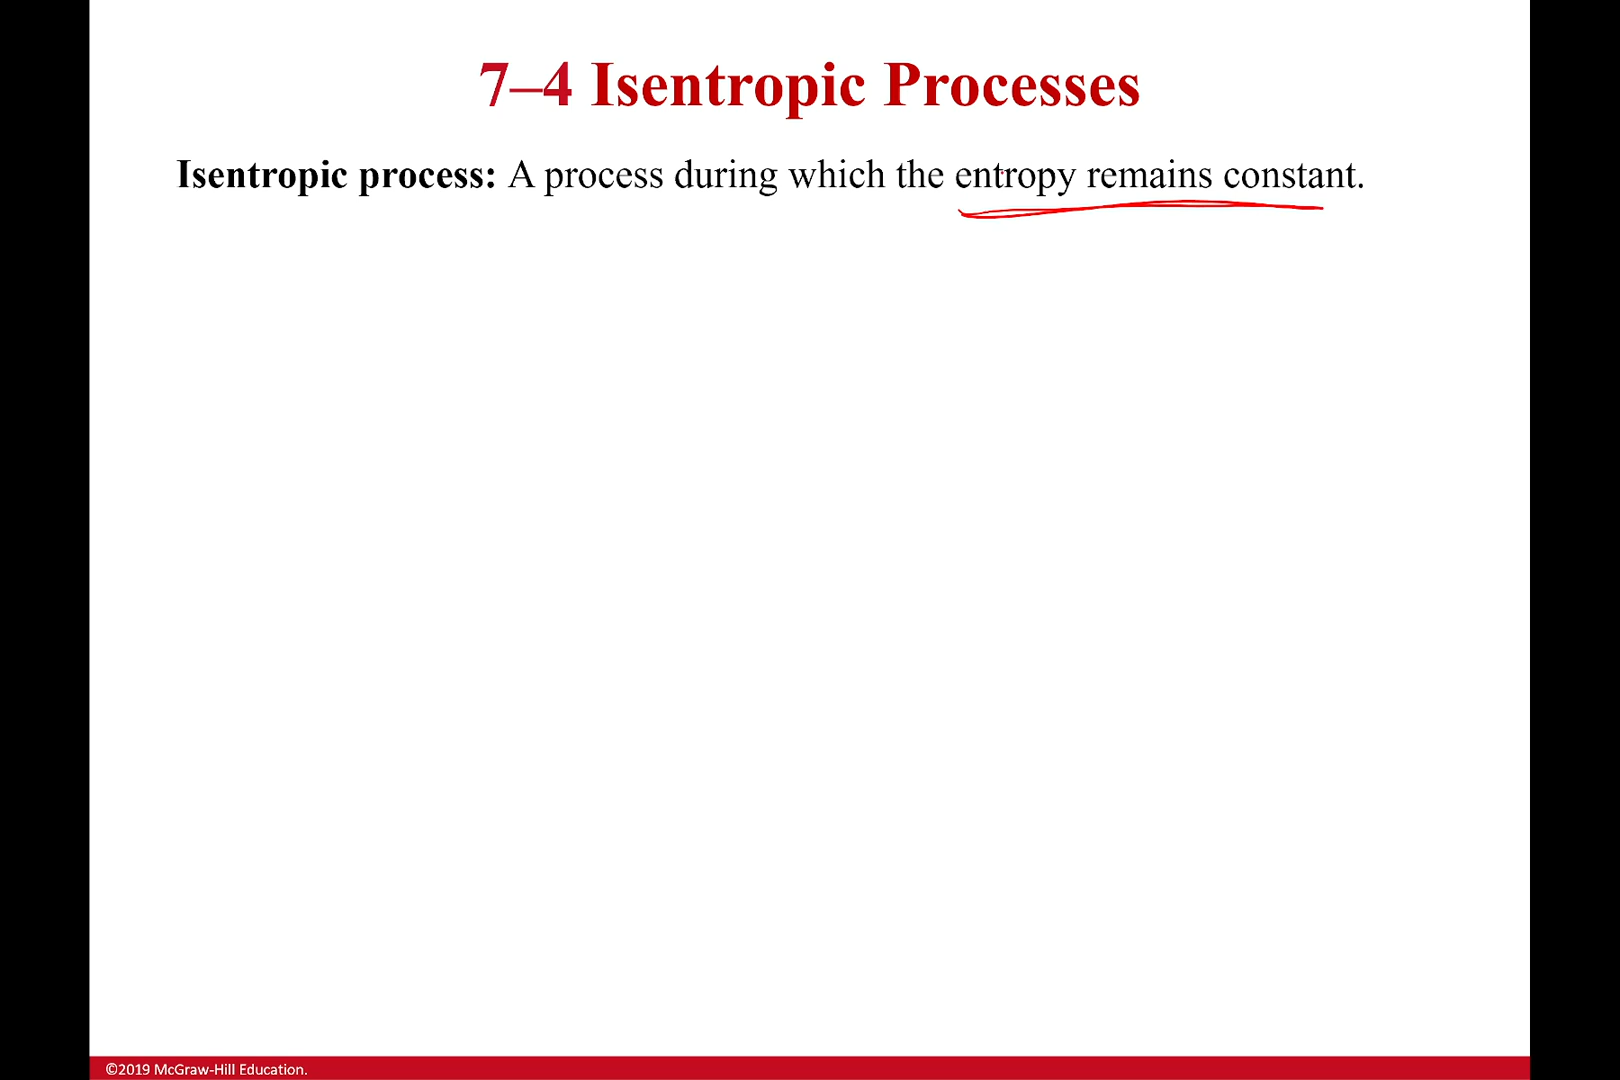 7–4 Isentropic Processes
Isentropic process: A process during which the entropy remains constant.
©2019 McGraw-Hill Education.